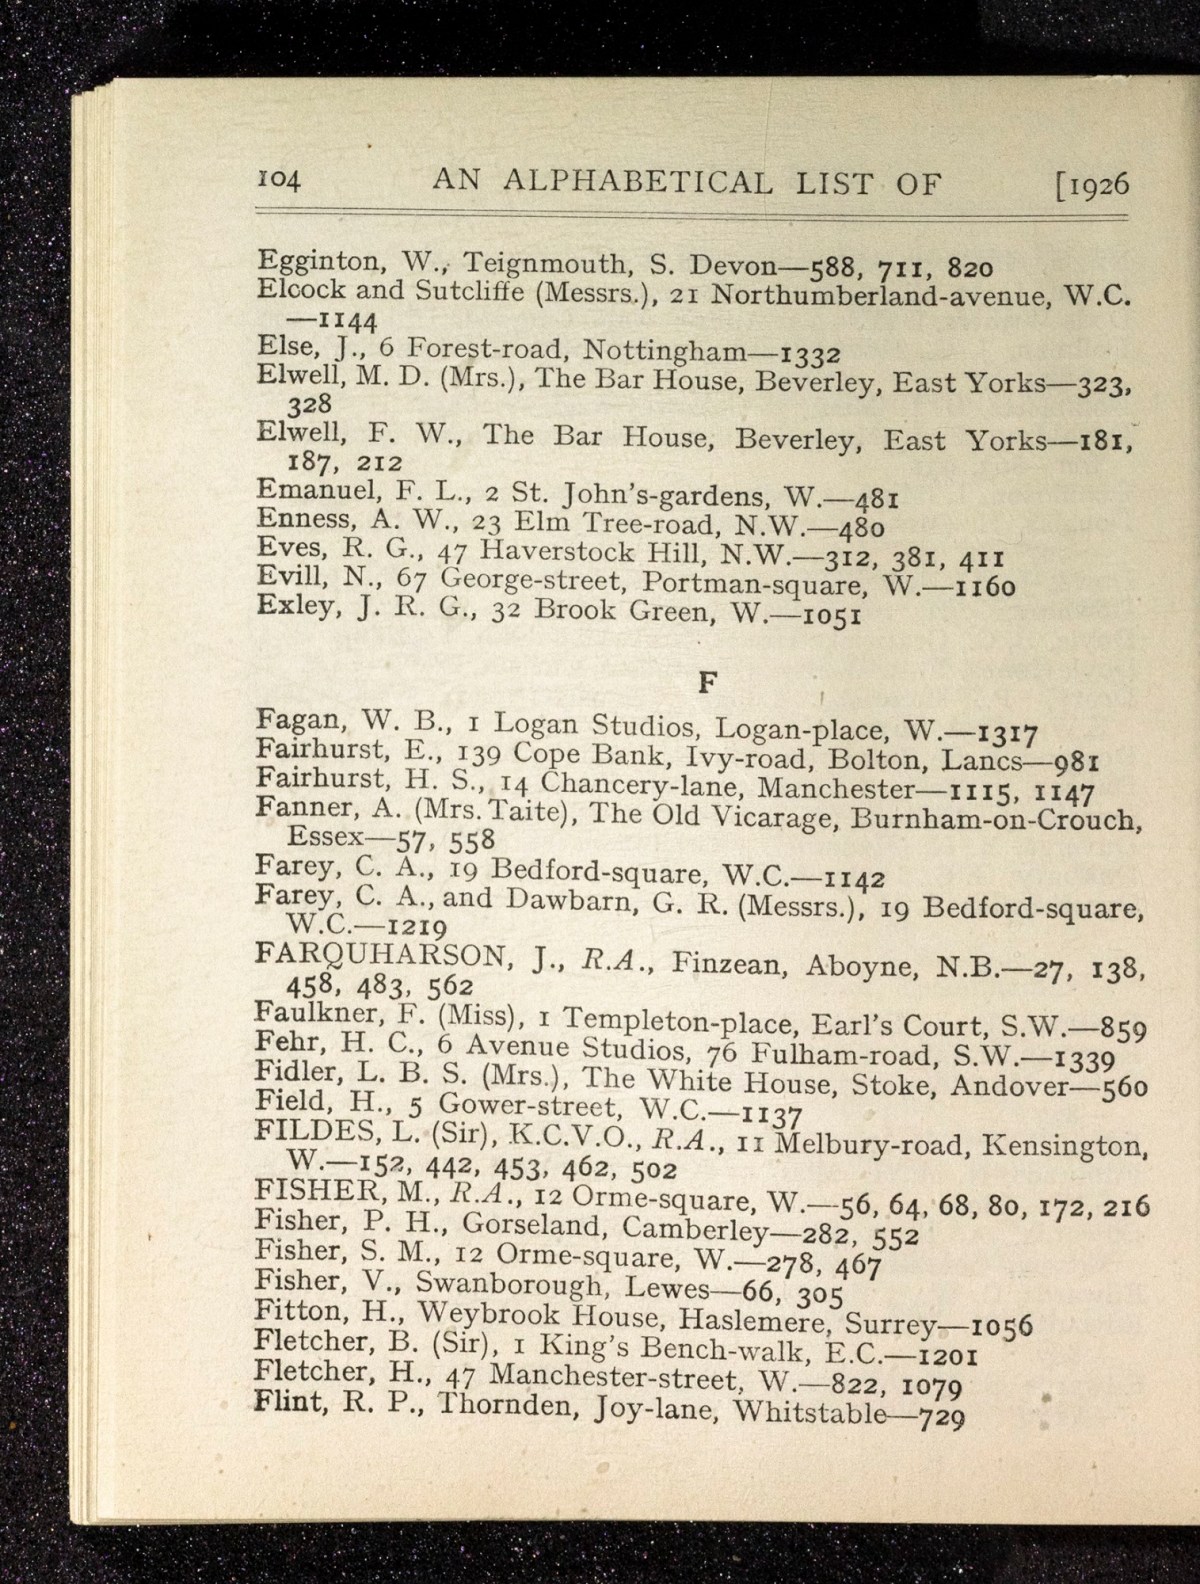 104 AN ALPHABETICAL LIST OF [1926
Egginton, W., Teignmouth, S. Devon—588, 711, 820
Elcock and Sutcliffe (Messrs.), 21 Northumberland-avenue, W.C.
—1144
Else, J., 6 Forest-road, Nottingham—1332
Elwell, M. D. (Mrs.), The Bar House, Beverley, East Yorks—323,
328
Elwell, F. W., The Bar House, Beverley, East Yorks—181,
187, 212
Emanuel, F. L., 2 St. John's-gardens, W.—481
Enness, A. W., 23 Elm Tree-road, N.W.—480
Eves, R. G., 47 Haverstock Hill, N.W.—312, 381, 411
Evill, N., 67 George-street, Portman-square, W.—1160
Exley, J. R. G., 32 Brook Green, W.—1051
F
Fagan, W. B., 1 Logan Studios, Logan-place, W.—1317
Fairhurst, E., 139 Cope Bank, Ivy-road, Bolton, Lancs—981
Fairhurst, H. S., 14 Chancery-lane, Manchester—1115, 1147
Fanner, A. (Mrs. Taite), The Old Vicarage, Burnham-on-Crouch,
Essex—57, 558
Farey, C. A., 19 Bedford-square, W.C.—1142
Farey, C. A., and Dawbarn, G. R. (Messrs.), 19 Bedford-square,
W.C.—1219
FARQUHARSON, J., R.A., Finzean, Aboyne, N.B.—27, 138,
458, 483, 562
Faulkner, F. (Miss), 1 Templeton-place, Earl's Court, S.W.—859
Fehr, H. C., 6 Avenue Studios, 76 Fulham-road, S.W.—1339
Fidler, L. B. S. (Mrs.), The White House, Stoke, Andover—560
Field, H., 5 Gower-street, W.C.—1137
FILDES, L. (Sir), K.C.V.O., R.A., 11 Melbury-road, Kensington,
W.—152, 442, 453, 462, 502
FISHER, M., R.A., 12 Orme-square, W.—56, 64, 68, 80, 172, 216
Fisher, P. H., Gorseland, Camberley—282, 552
Fisher, S. M., 12 Orme-square, W.—278, 467
Fisher, V., Swanborough, Lewes—66, 305
Fitton, H., Weybrook House, Haslemere, Surrey—1056
Fletcher, B. (Sir), 1 King's Bench-walk, E.C.—1201
Fletcher, H., 47 Manchester-street, W.—822, 1079
Flint, R. P., Thornden, Joy-lane, Whitstable—729